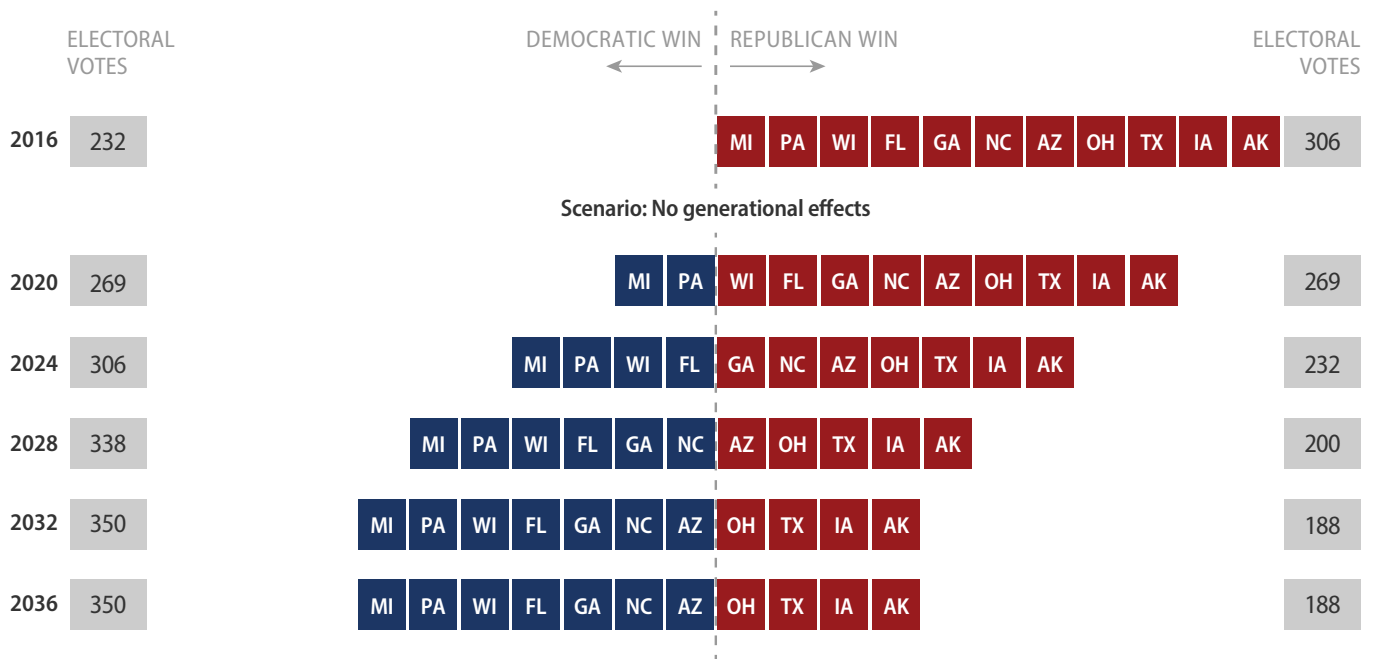 ELECTORAL VOTES
DEMOCRATIC WIN
REPUBLICAN WIN
ELECTORAL VOTES
2016 232 MI PA WI FL GA NC AZ OH TX IA AK 306
Scenario: No generational effects
2020 269 MI PA WI FL GA NC AZ OH TX IA AK 269
2024 306 MI PA WI FL GA NC AZ OH TX IA AK 232
2028 338 MI PA WI FL GA NC AZ OH TX IA AK 200
2032 350 MI PA WI FL GA NC AZ OH TX IA AK 188
2036 350 MI PA WI FL GA NC AZ OH TX IA AK 188